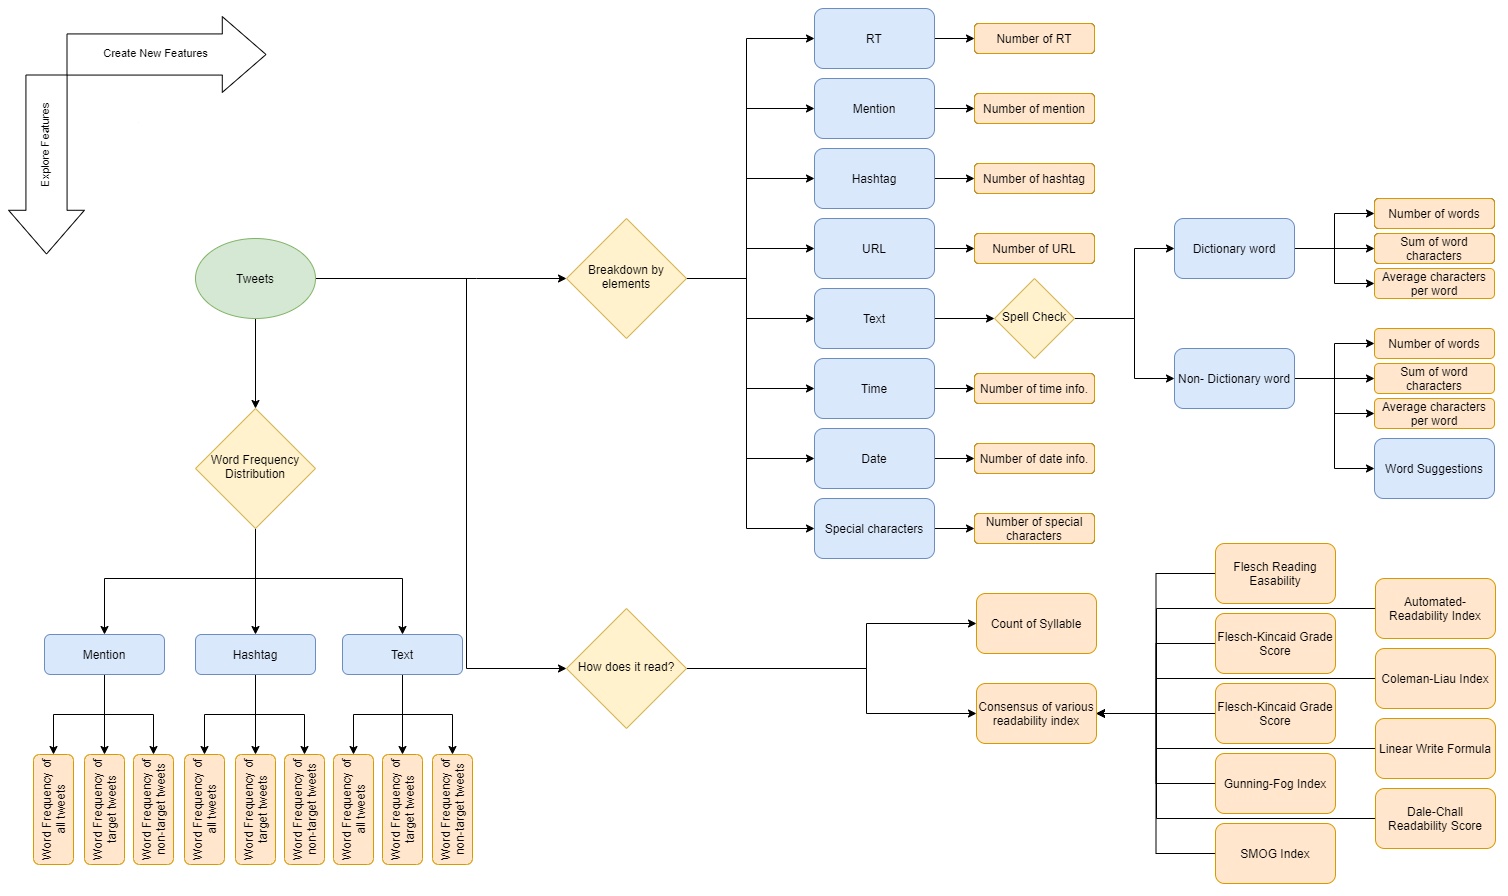 Create New Features
Explore Features
Tweets
Breakdown by
elements
RT
Number of RT
Mention
Number of mention
Hashtag
Number of hashtag
URL
Number of URL
Text
Spell Check
Time
Number of time info.
Date
Number of date info.
Special characters
Number of special
characters
Dictionary word
Number of words
Sum of word
characters
Average characters
per word
Non- Dictionary word
Number of words
Sum of word
characters
Average characters
per word
Word Suggestions
Word Frequency
Distribution
Mention
Hashtag
Text
Word Frequency of
all tweets
Word Frequency of
target tweets
Word Frequency of
non-target tweets
Word Frequency of
all tweets
Word Frequency of
target tweets
Word Frequency of
non-target tweets
Word Frequency of
all tweets
Word Frequency of
target tweets
Word Frequency of
non-target tweets
How does it read?
Count of Syllable
Consensus of various
readability index
Flesch Reading
Easability
Automated-
Readability Index
Flesch-Kincaid Grade
Score
Coleman-Liau Index
Flesch-Kincaid Grade
Score
Linear Write Formula
Gunning-Fog Index
Dale-Chall
Readability Score
SMOG Index